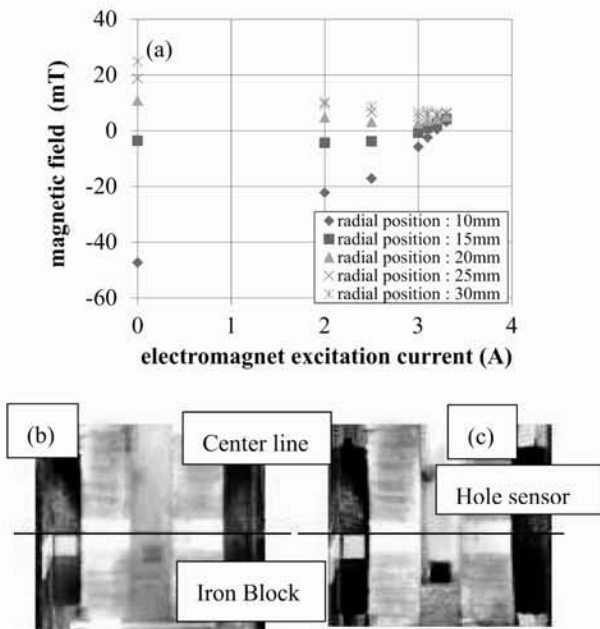 40
(a)
20
0
-20
-40
-60
magnetic field (mT)
radial position : 10mm
radial position : 15mm
radial position : 20mm
radial position : 25mm
radial position : 30mm
0 1 2 3 4
electromagnet excitation current (A)
(b)
Center line
(c)
Hole sensor
Iron Block